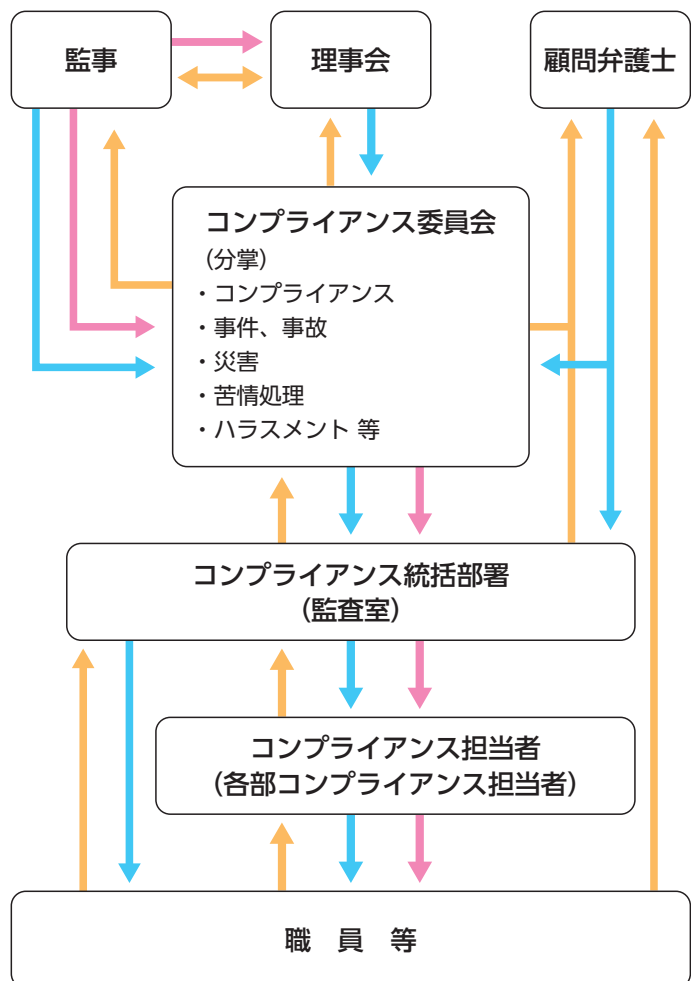 監事
理事会
顧問弁護士
コンプライアンス委員会
（分掌）
・コンプライアンス
・事件、事故
・災害
・苦情処理
・ハラスメント 等
コンプライアンス統括部署
（監査室）
コンプライアンス担当者
（各部コンプライアンス担当者）
職　員　等